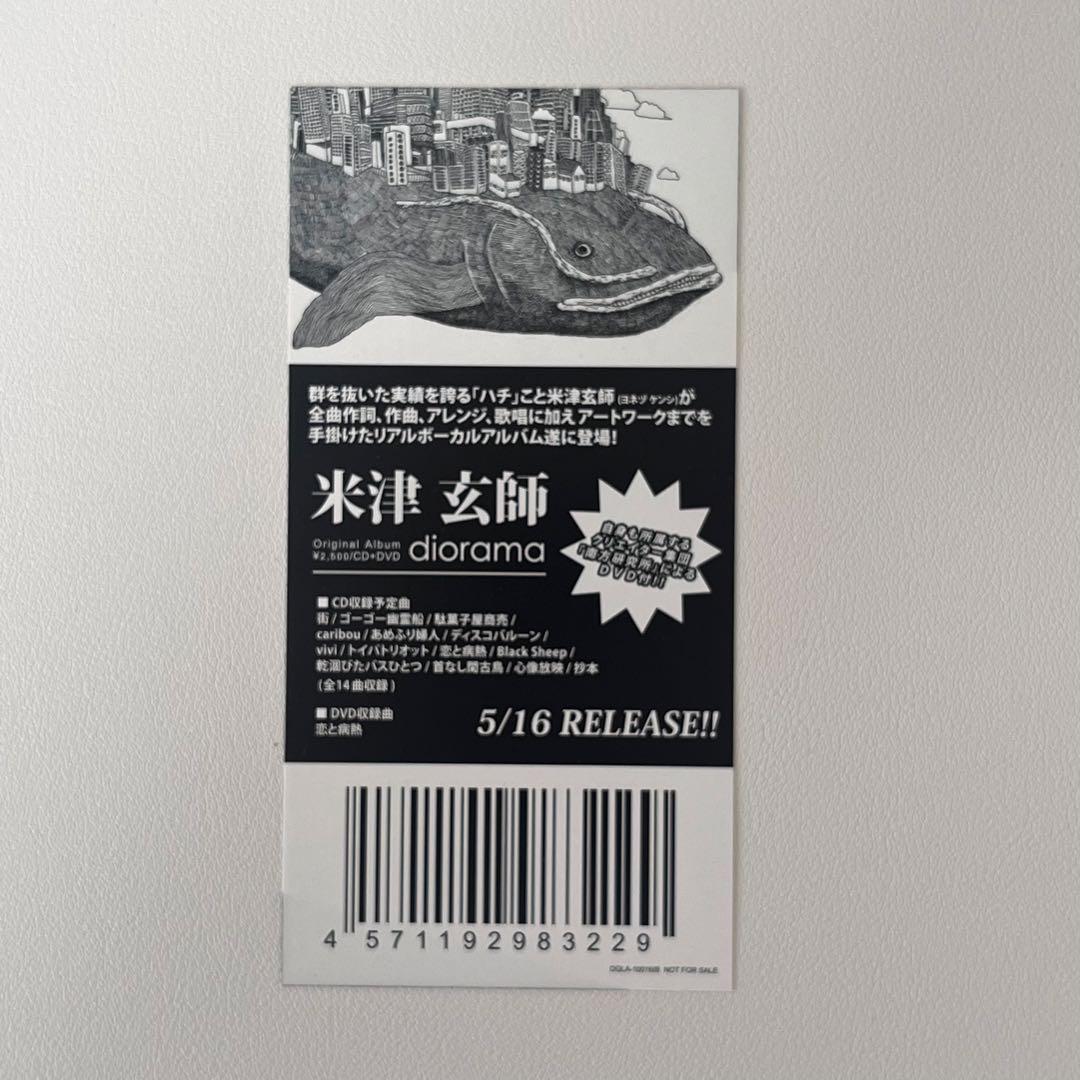 群を抜いた実績を誇る「ハチ」こと米津玄師(ヨネヅ ケンシ)が
全曲作詞、作曲、アレンジ、歌唱に加えアートワークまでを
手掛けたリアルボーカルアルバム遂に登場！
米津 玄師
Original Album
¥2,500/CD+DVD
diorama
自身も所属する
クリエイター集団
「南方研究所」による
DVD付！！
■ CD収録予定曲
街/ゴーゴー幽霊船/駄菓子屋商売/
caribou/あめふり婦人/ディスコバルーン/
vivi/トイパトリオット/恋と病熱/Black Sheep/
乾涸びたバスひとつ/首なし閑古鳥/心像放映/抄本
(全14曲収録)
■ DVD収録曲
恋と病熱
5/16 RELEASE!!
4 571192983229
NOT FOR SALE